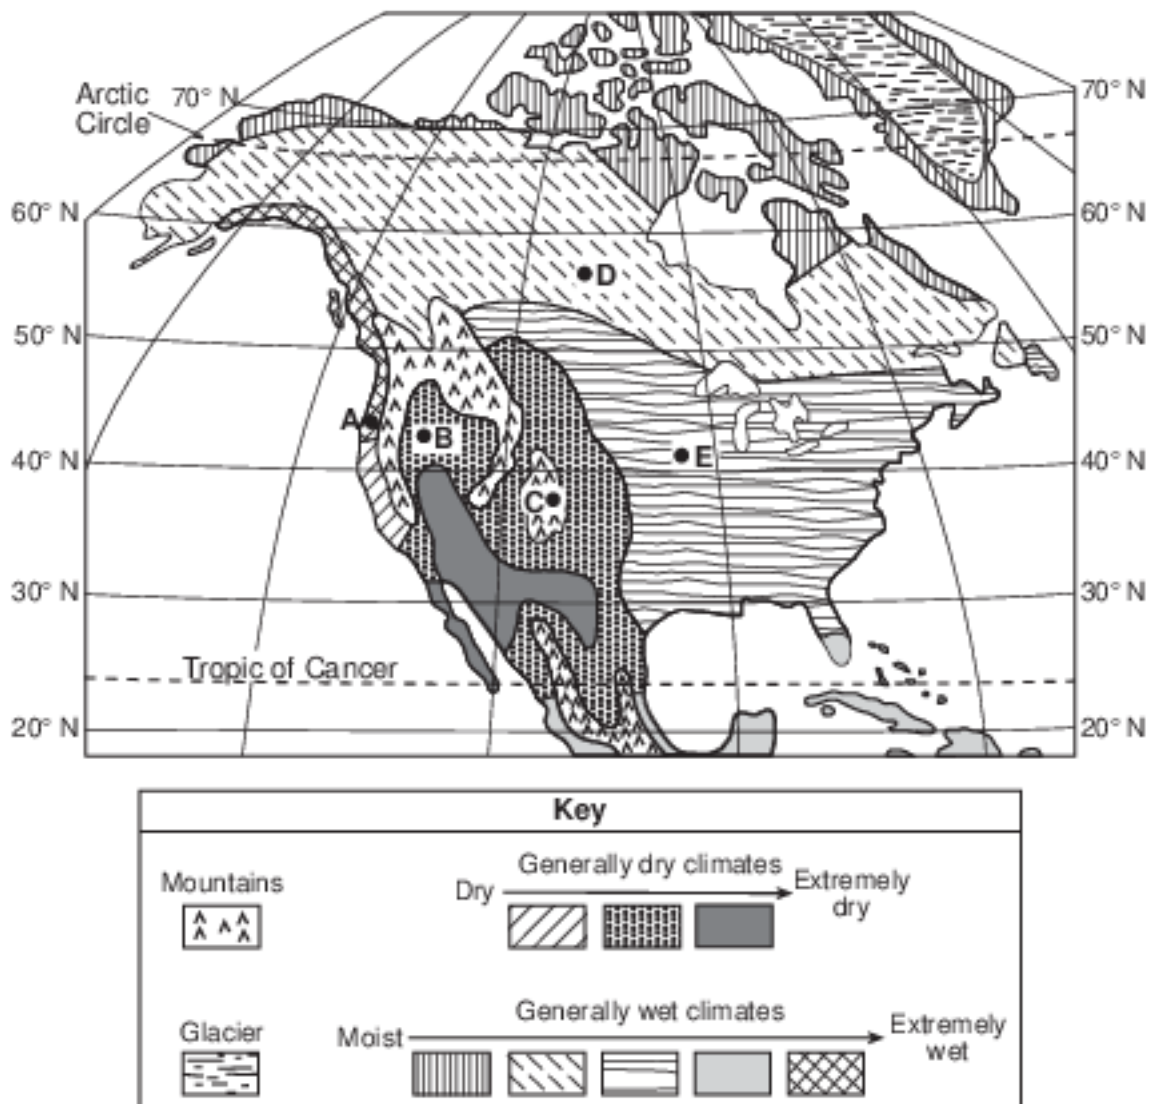 Arctic
Circle
70° N
70° N
60° N
60° N
D
50° N
50° N
A
B
40° N
E
40° N
C
30° N
30° N
Tropic of Cancer
20° N
20° N
Key
Mountains
Generally dry climates
Dry
Extremely
dry
Glacier
Generally wet climates
Moist
Extremely
wet